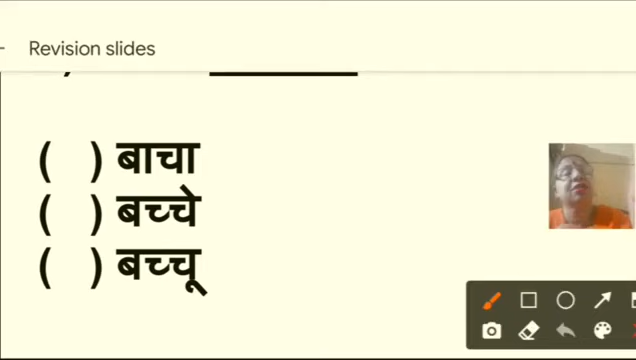 Revision slides
( ) बाचा
( ) बच्चे
( ) बच्चू